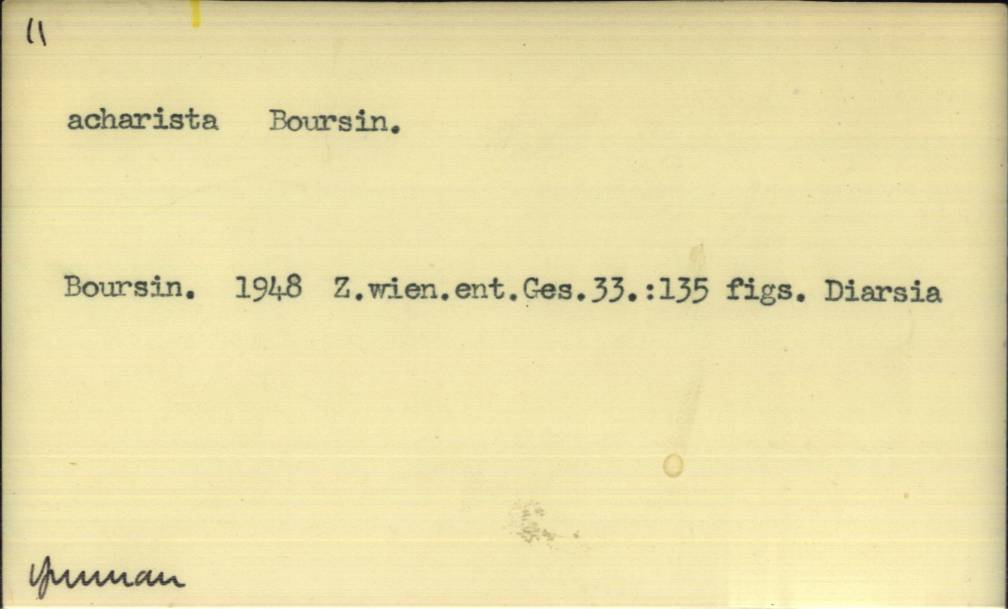 11
acharista Boursin.
Boursin. 1948 Z.wien.ent.Ges.33.:135 figs. Diarsia
Yunnan